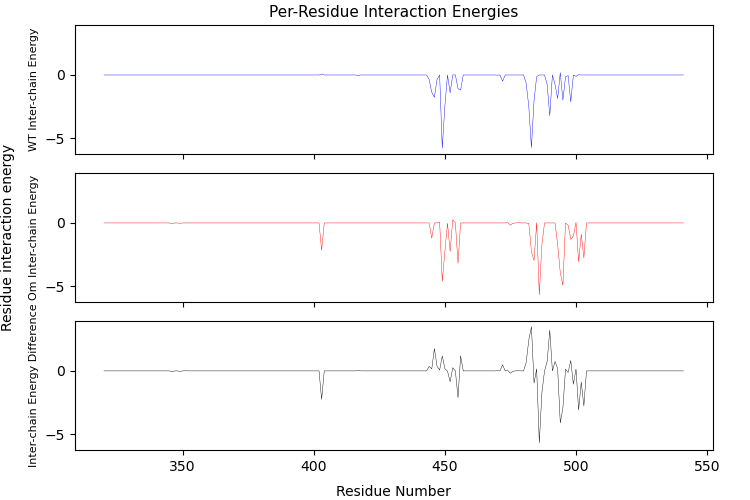 Per-Residue Interaction Energies
Residue interaction energy
WT Inter-chain Energy
0
−5
Om Inter-chain Energy
0
−5
Inter-chain Energy Difference
0
−5
350
400
450
500
550
Residue Number